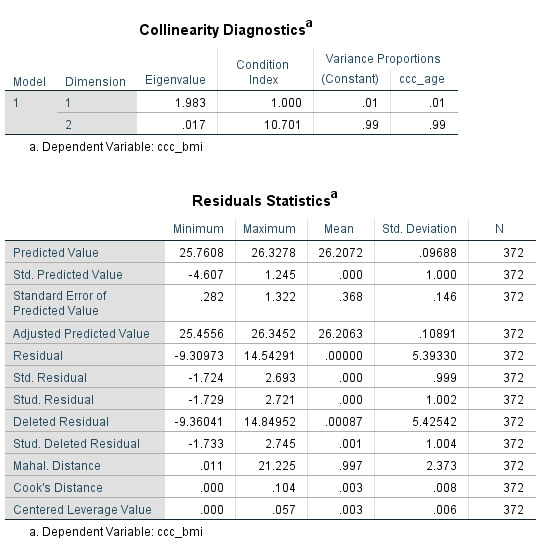 Collinearity Diagnosticsa
Variance Proportions
Model Dimension Eigenvalue Condition Index (Constant) ccc_age
1 1 1.983 1.000 .01 .01
2 .017 10.701 .99 .99
a. Dependent Variable: ccc_bmi
Residuals Statisticsa
Minimum Maximum Mean Std. Deviation N
Predicted Value 25.7608 26.3278 26.2072 .09688 372
Std. Predicted Value -4.607 1.245 .000 1.000 372
Standard Error of Predicted Value .282 1.322 .368 .146 372
Adjusted Predicted Value 25.4556 26.3452 26.2063 .10891 372
Residual -9.30973 14.54291 .00000 5.39330 372
Std. Residual -1.724 2.693 .000 .999 372
Stud. Residual -1.729 2.721 .000 1.002 372
Deleted Residual -9.36041 14.84952 .00087 5.42542 372
Stud. Deleted Residual -1.733 2.745 .001 1.004 372
Mahal. Distance .011 21.225 .997 2.373 372
Cook's Distance .000 .104 .003 .008 372
Centered Leverage Value .000 .057 .003 .006 372
a. Dependent Variable: ccc_bmi